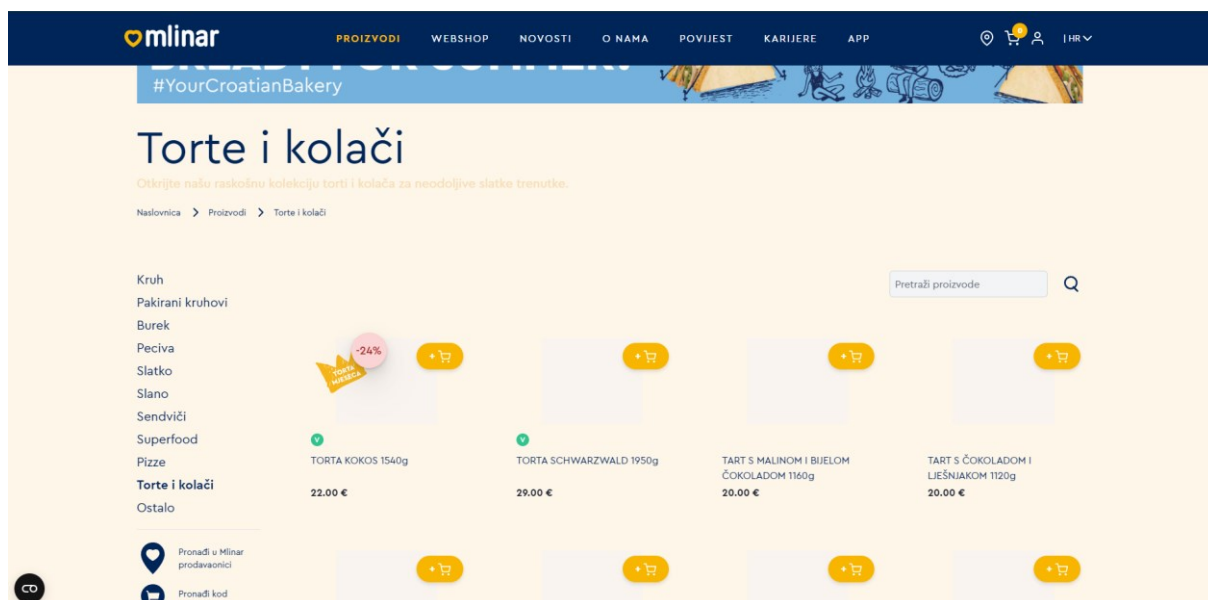 mlinar
PROIZVODI
WEBSHOP
NOVOSTI
O NAMA
POVIJEST
KARIJERE
APP
0
| HR
#YourCroatianBakery
Torte i kolači
Otkrijte našu raskošnu kolekciju torti i kolača za neodoljive slatke trenutke.
Naslovnica
Proizvodi
Torte i kolači
Kruh
Pakirani kruhovi
Burek
Peciva
Slatko
Slano
Sendviči
Superfood
Pizze
Torte i kolači
Ostalo
Pronađi u Mlinar
prodavaonici
Pronađi kod
Pretraži proizvode
-24%
TORTA
MJESECA
+
V
TORTA KOKOS 1540g
22.00 €
+
V
TORTA SCHWARZWALD 1950g
29.00 €
+
TART S MALINOM I BIJELOM
ČOKOLADOM 1160g
20.00 €
+
TART S ČOKOLADOM I
LJEŠNJAKOM 1120g
20.00 €
+
+
+
+